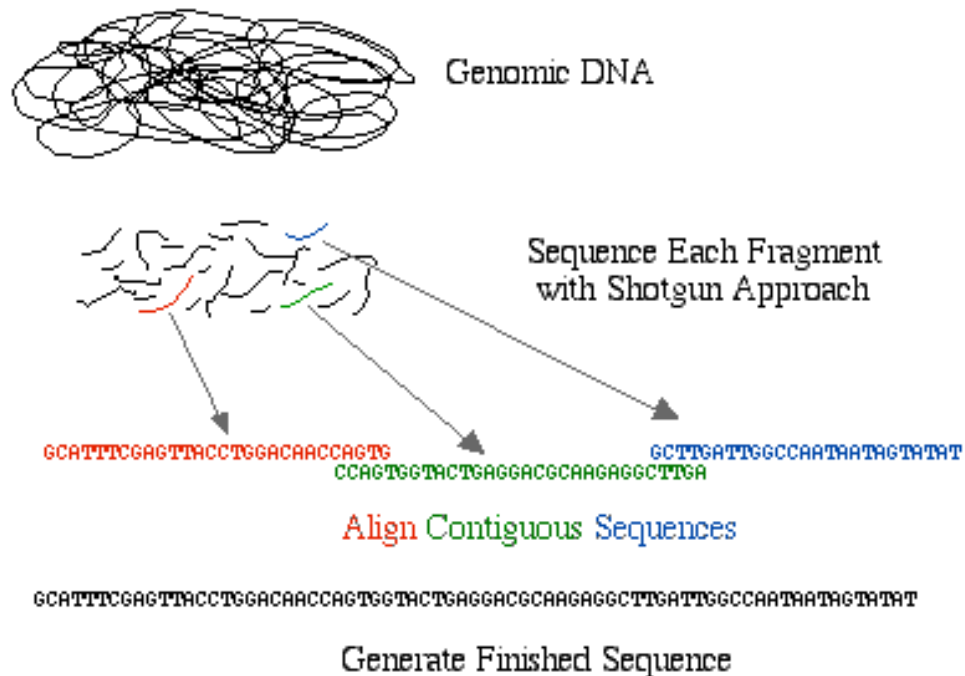 Genomic DNA
Sequence Each Fragment
with Shotgun Approach
GCATTTCGAGTTACCTGGACAACCAGTG
GCTTGATTGGCCAATAATAGTATAT
CCAGTGGTACTGAGGACGCAAGAGGCTTGA
Align Contiguous Sequences
GCATTTCGAGTTACCTGGACAACCAGTGGTACTGAGGACGCAAGAGGCTTGATTGGCCAATAATAGTATAT
Generate Finished Sequence